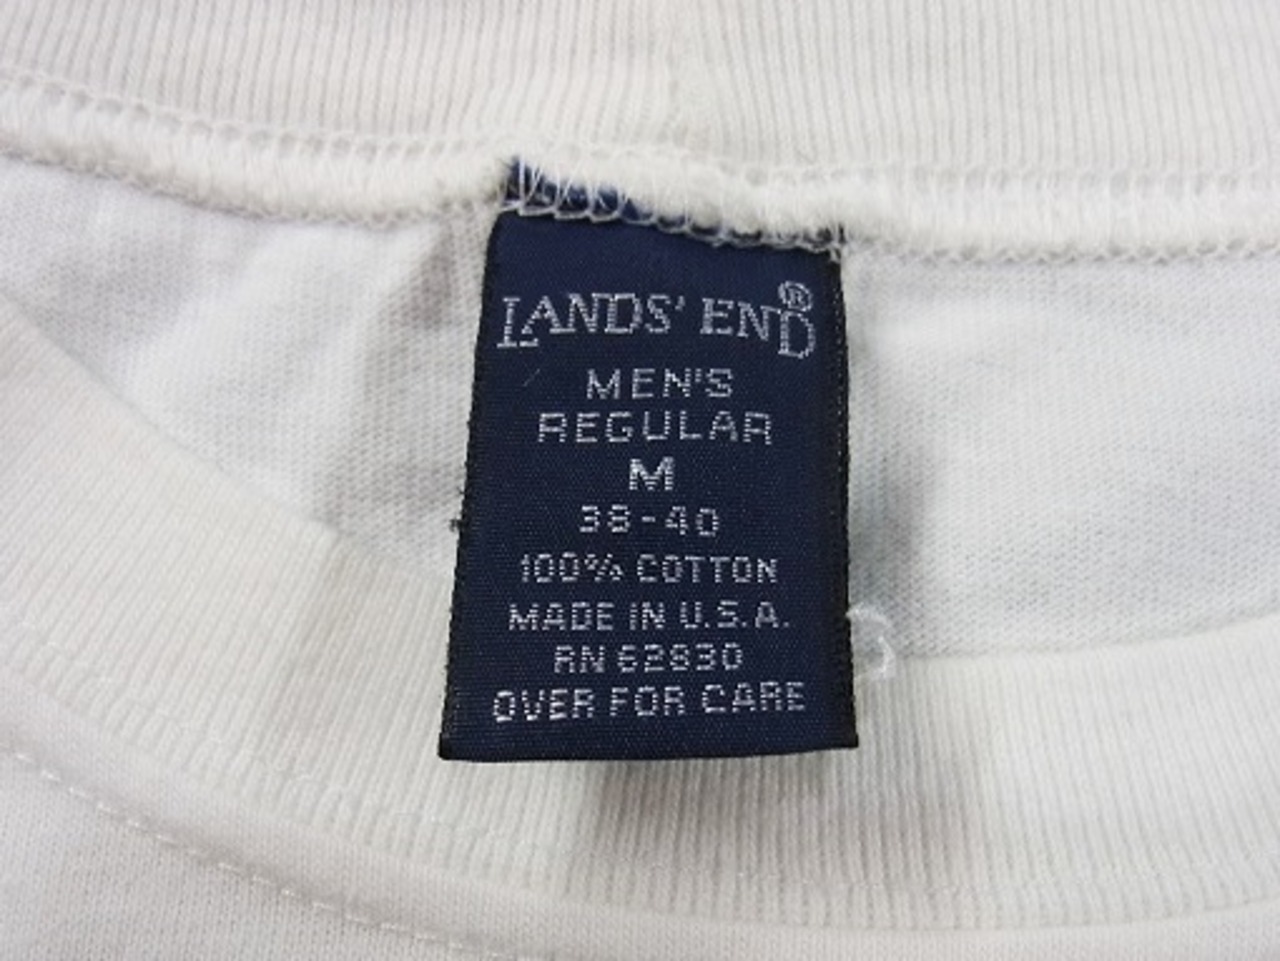 LANDS' END®
MEN'S
REGULAR
M
38-40
100% COTTON
MADE IN U.S.A.
RN 62830
OVER FOR CARE